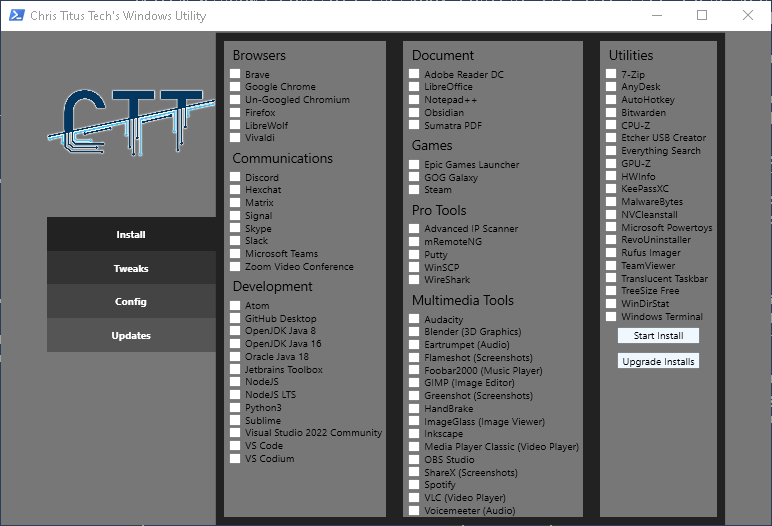 Chris Titus Tech's Windows Utility
CTT
Install
Tweaks
Config
Updates
Browsers
Brave
Google Chrome
Un-Googled Chromium
Firefox
LibreWolf
Vivaldi
Communications
Discord
Hexchat
Matrix
Signal
Skype
Slack
Microsoft Teams
Zoom Video Conference
Development
Atom
GitHub Desktop
OpenJDK Java 8
OpenJDK Java 16
Oracle Java 18
Jetbrains Toolbox
NodeJS
NodeJS LTS
Python3
Sublime
Visual Studio 2022 Community
VS Code
VS Codium
Document
Adobe Reader DC
LibreOffice
Notepad++
Obsidian
Sumatra PDF
Games
Epic Games Launcher
GOG Galaxy
Steam
Pro Tools
Advanced IP Scanner
mRemoteNG
Putty
WinSCP
WireShark
Multimedia Tools
Audacity
Blender (3D Graphics)
Eartrumpet (Audio)
Flameshot (Screenshots)
Foobar2000 (Music Player)
GIMP (Image Editor)
Greenshot (Screenshots)
HandBrake
ImageGlass (Image Viewer)
Inkscape
Media Player Classic (Video Player)
OBS Studio
ShareX (Screenshots)
Spotify
VLC (Video Player)
Voicemeeter (Audio)
Utilities
7-Zip
AnyDesk
AutoHotkey
Bitwarden
CPU-Z
Etcher USB Creator
Everything Search
GPU-Z
HWInfo
KeePassXC
MalwareBytes
NVCleanstall
Microsoft Powertoys
RevoUninstaller
Rufus Imager
TeamViewer
Translucent Taskbar
TreeSize Free
WinDirStat
Windows Terminal
Start Install
Upgrade Installs